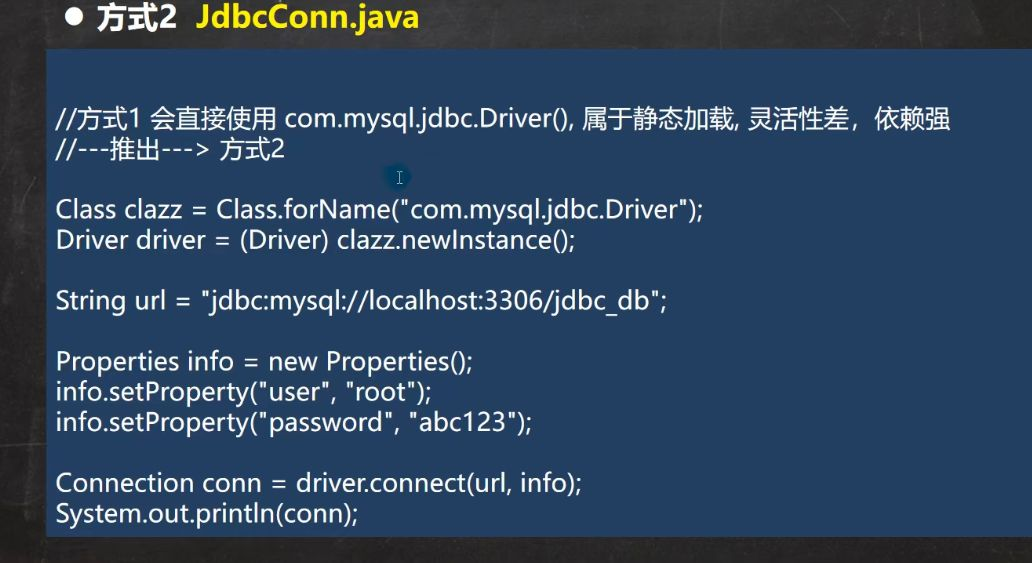 ● 方式2 JdbcConn.java
//方式1 会直接使用 com.mysql.jdbc.Driver(), 属于静态加载, 灵活性差，依赖强
//---推出---> 方式2
Class clazz = Class.forName("com.mysql.jdbc.Driver");
Driver driver = (Driver) clazz.newInstance();
String url = "jdbc:mysql://localhost:3306/jdbc_db";
Properties info = new Properties();
info.setProperty("user", "root");
info.setProperty("password", "abc123");
Connection conn = driver.connect(url, info);
System.out.println(conn);